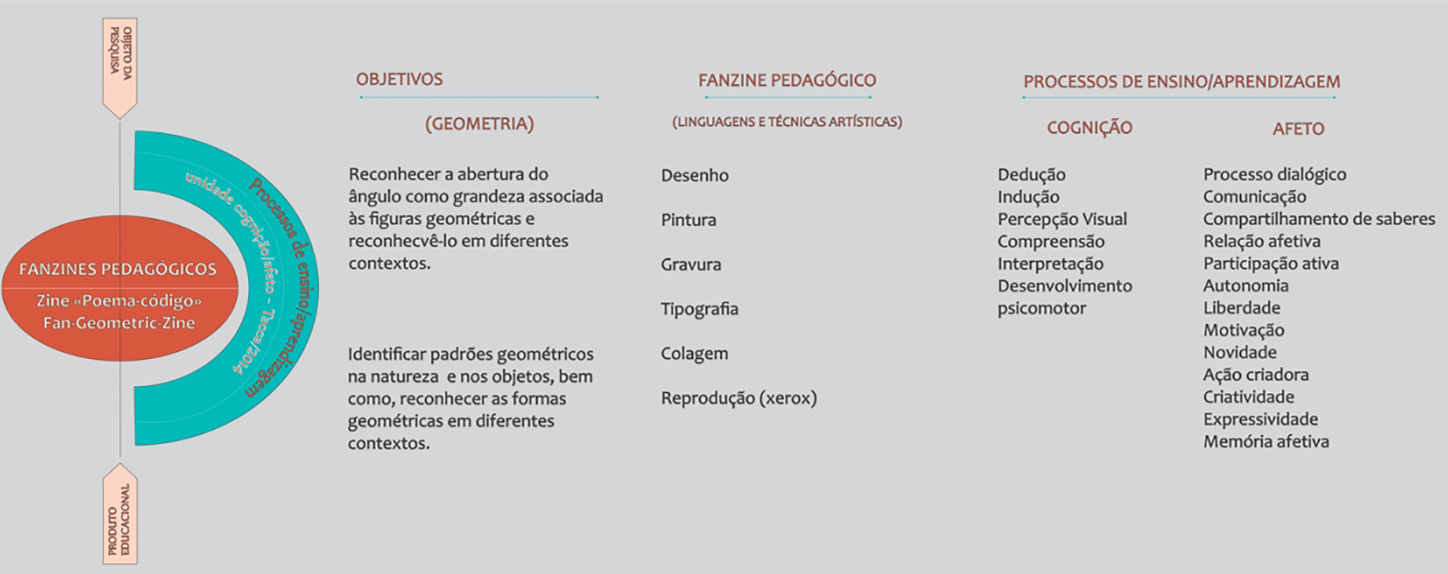 OBJETO DA
PESQUISA
FANZINES PEDAGÓGICOS
Zine «Poema-código»
Fan-Geometric-Zine
unidade cognição/afeto - Tacca/2014
Processos de ensino/aprendizagem
PRODUTO
EDUCACIONAL
OBJETIVOS
(GEOMETRIA)
Reconhecer a abertura do
ângulo como grandeza associada
às figuras geométricas e
reconhecvê-lo em diferentes
contextos.
Identificar padrões geométricos
na natureza e nos objetos, bem
como, reconhecer as formas
geométricas em diferentes
contextos.
FANZINE PEDAGÓGICO
(LINGUAGENS E TÉCNICAS ARTÍSTICAS)
Desenho
Pintura
Gravura
Tipografia
Colagem
Reprodução (xerox)
PROCESSOS DE ENSINO/APRENDIZAGEM
COGNIÇÃO
Dedução
Indução
Percepção Visual
Compreensão
Interpretação
Desenvolvimento
psicomotor
AFETO
Processo dialógico
Comunicação
Compartilhamento de saberes
Relação afetiva
Participação ativa
Autonomia
Liberdade
Motivação
Novidade
Ação criadora
Criatividade
Expressividade
Memória afetiva